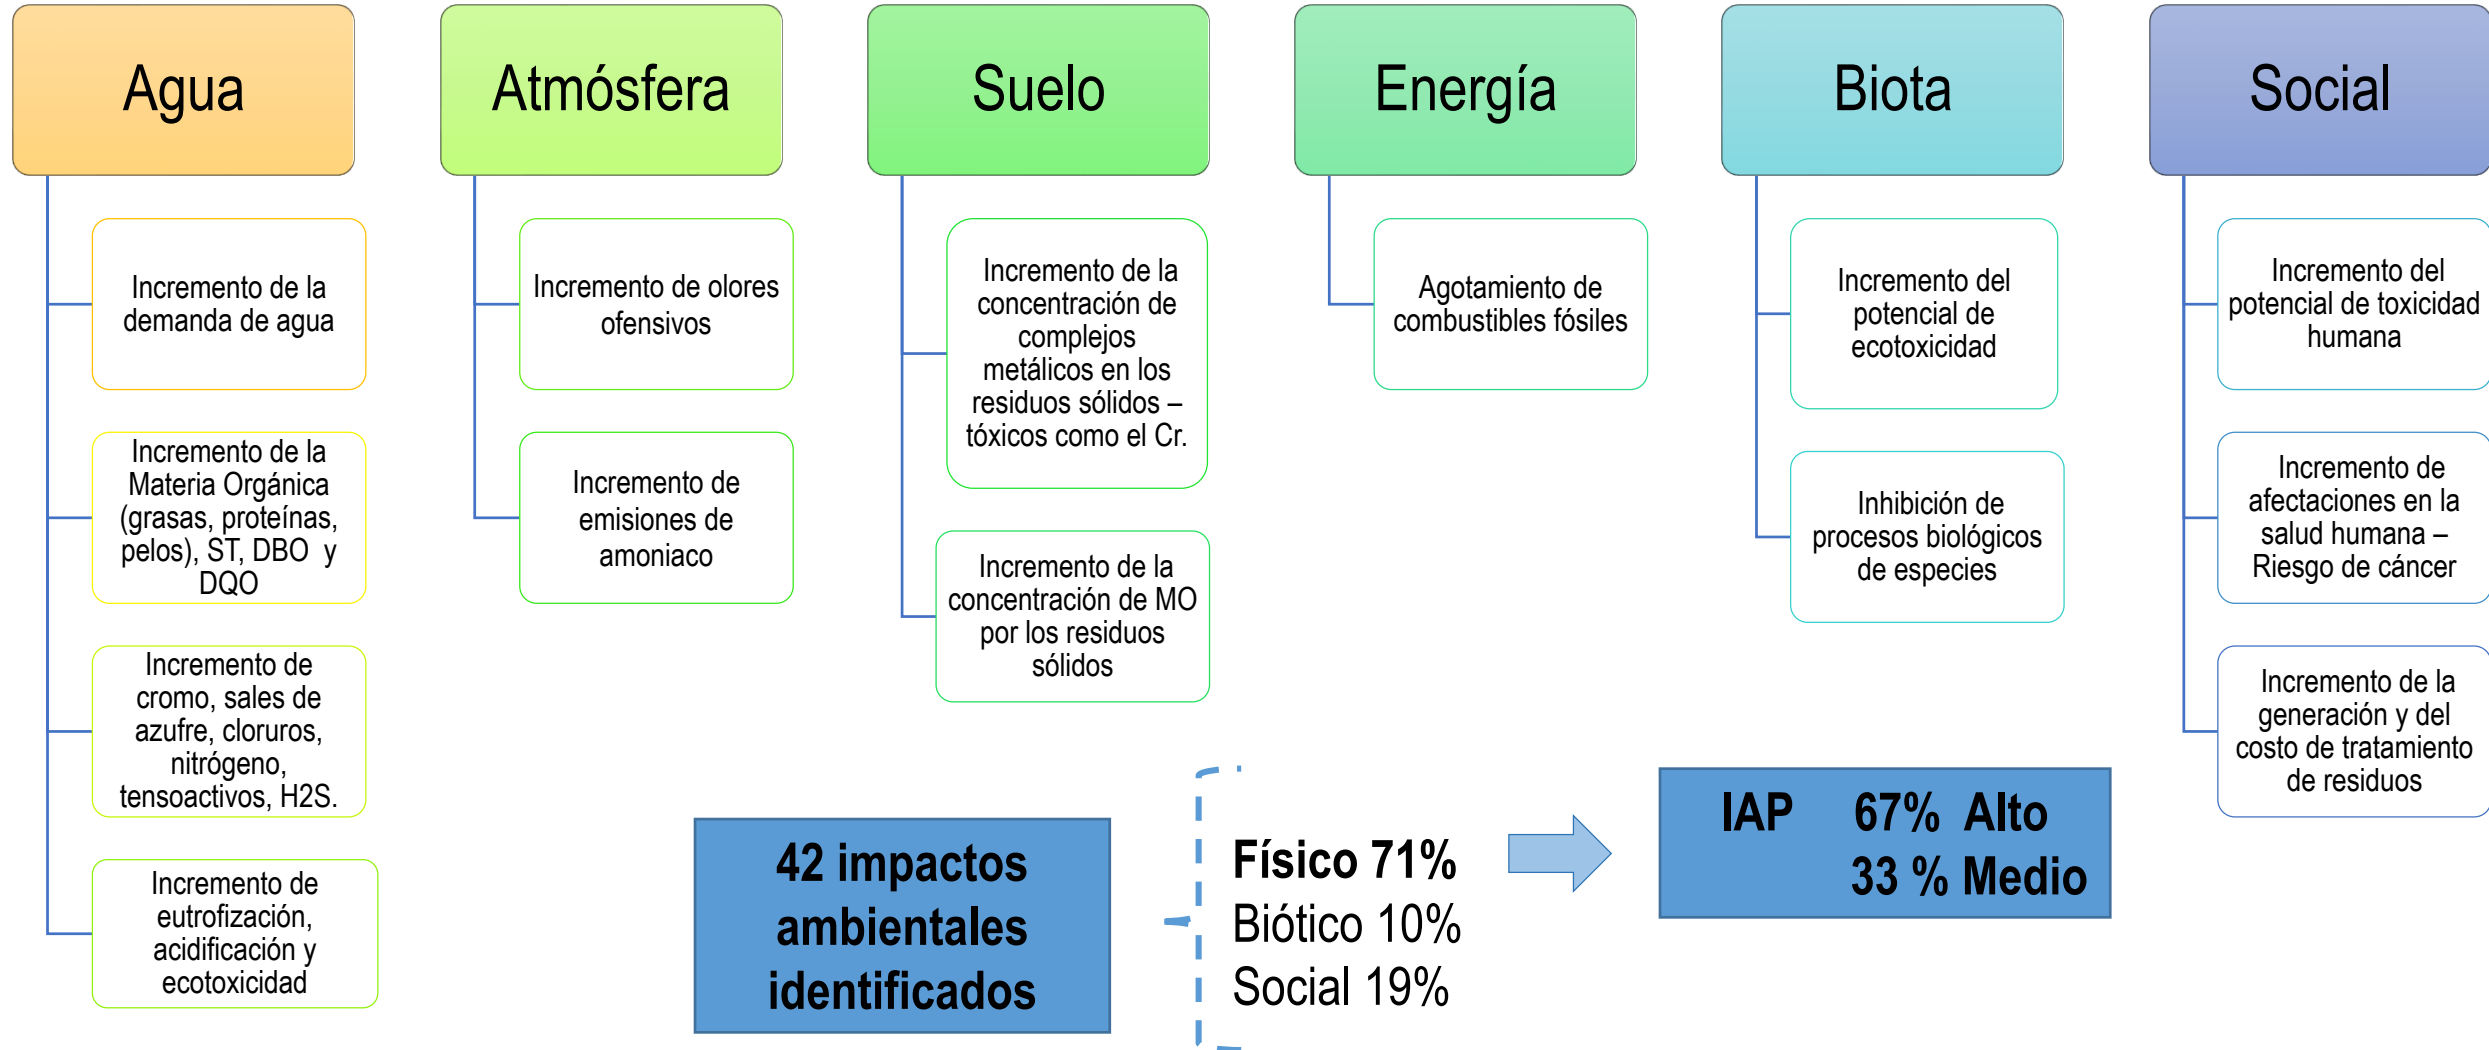 Agua
Incremento de la
demanda de agua
Incremento de la
Materia Orgánica
(grasas, proteínas,
pelos), ST, DBO y
DQO
Incremento de
cromo, sales de
azufre, cloruros,
nitrógeno,
tensoactivos, H2S.
Incremento de
eutrofización,
acidificación y
ecotoxicidad
Atmósfera
Incremento de olores
ofensivos
Incremento de
emisiones de
amoniaco
Suelo
Incremento de la
concentración de
complejos
metálicos en los
residuos sólidos –
tóxicos como el Cr.
Incremento de la
concentración de MO
por los residuos
sólidos
Energía
Agotamiento de
combustibles fósiles
Biota
Incremento del
potencial de
ecotoxicidad
Inhibición de
procesos biológicos
de especies
Social
Incremento del
potencial de toxicidad
humana
Incremento de
afectaciones en la
salud humana –
Riesgo de cáncer
Incremento de la
generación y del
costo de tratamiento
de residuos
42 impactos
ambientales
identificados
Físico 71%
Biótico 10%
Social 19%
IAP 67% Alto
33 % Medio